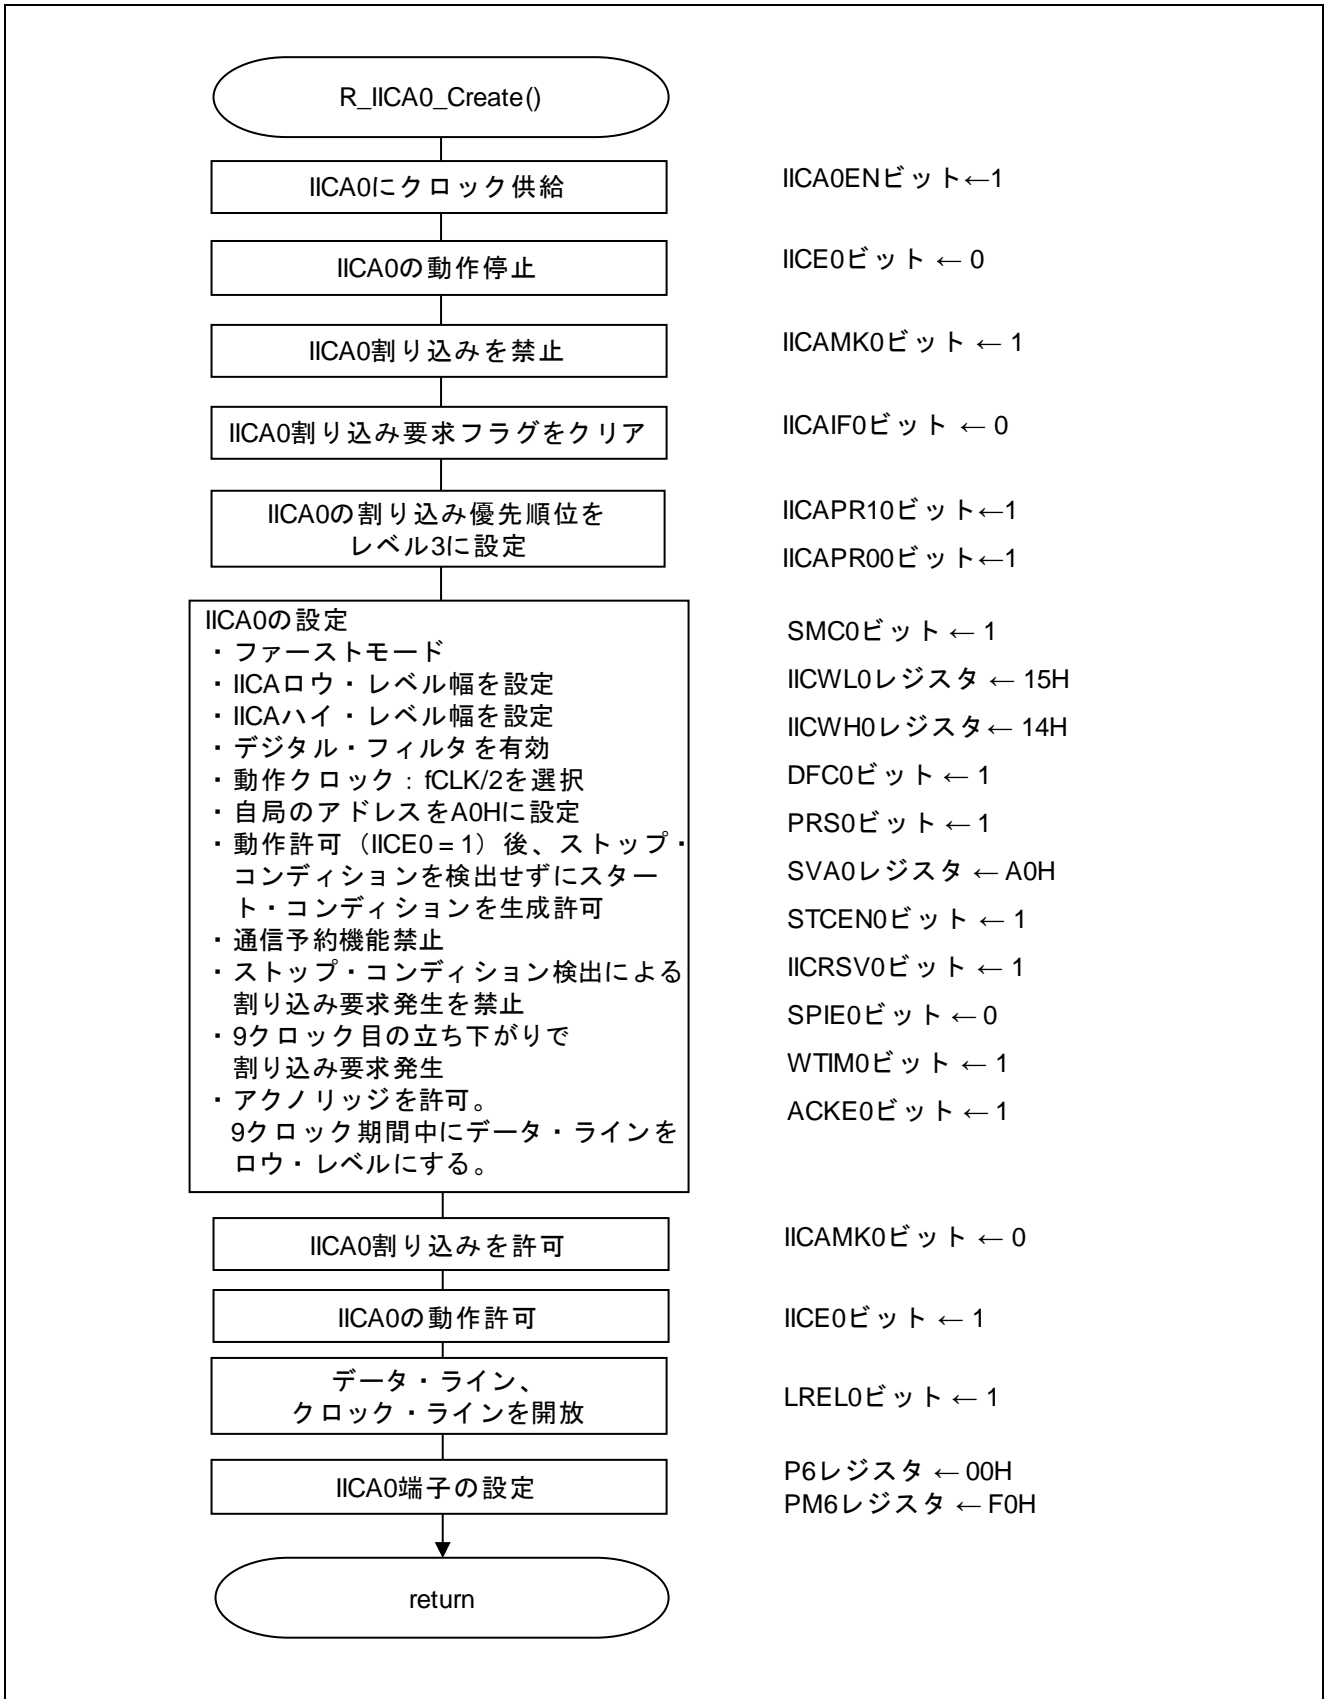 R_IICA0_Create()
IICA0にクロック供給
IICA0ENビット←1
IICA0の動作停止
IICE0ビット ← 0
IICA0割り込みを禁止
IICAMK0ビット ← 1
IICA0割り込み要求フラグをクリア
IICAIF0ビット ← 0
IICA0の割り込み優先順位を
レベル3に設定
IICAPR10ビット←1
IICAPR00ビット←1
IICA0の設定
・ファーストモード
・IICAロウ・レベル幅を設定
・IICAハイ・レベル幅を設定
・デジタル・フィルタを有効
・動作クロック：fCLK/2を選択
・自局のアドレスをA0Hに設定
・動作許可（IICE0 = 1）後、ストップ・
コンディションを検出せずにスター
ト・コンディションを生成許可
・通信予約機能禁止
・ストップ・コンディション検出による
割り込み要求発生を禁止
・9クロック目の立ち下がりで
割り込み要求発生
・アクノリッジを許可。
9クロック期間中にデータ・ラインを
ロウ・レベルにする。
SMC0ビット ← 1
IICWL0レジスタ ← 15H
IICWH0レジスタ← 14H
DFC0ビット ← 1
PRS0ビット ← 1
SVA0レジスタ ← A0H
STCEN0ビット ← 1
IICRSV0ビット ← 1
SPIE0ビット ← 0
WTIM0ビット ← 1
ACKE0ビット ← 1
IICA0割り込みを許可
IICAMK0ビット ← 0
IICA0の動作許可
IICE0ビット ← 1
データ・ライン、
クロック・ラインを開放
LREL0ビット ← 1
IICA0端子の設定
P6レジスタ ← 00H
PM6レジスタ ← F0H
return